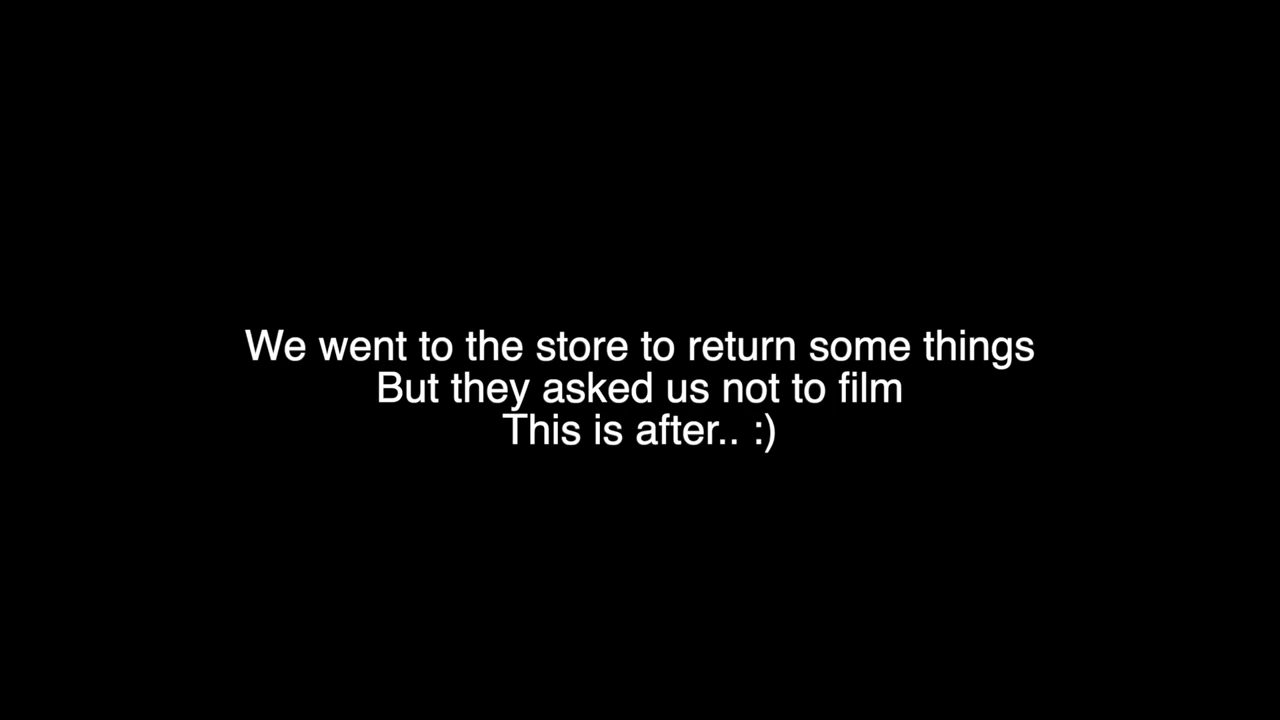 We went to the store to return some things
But they asked us not to film
This is after.. :)